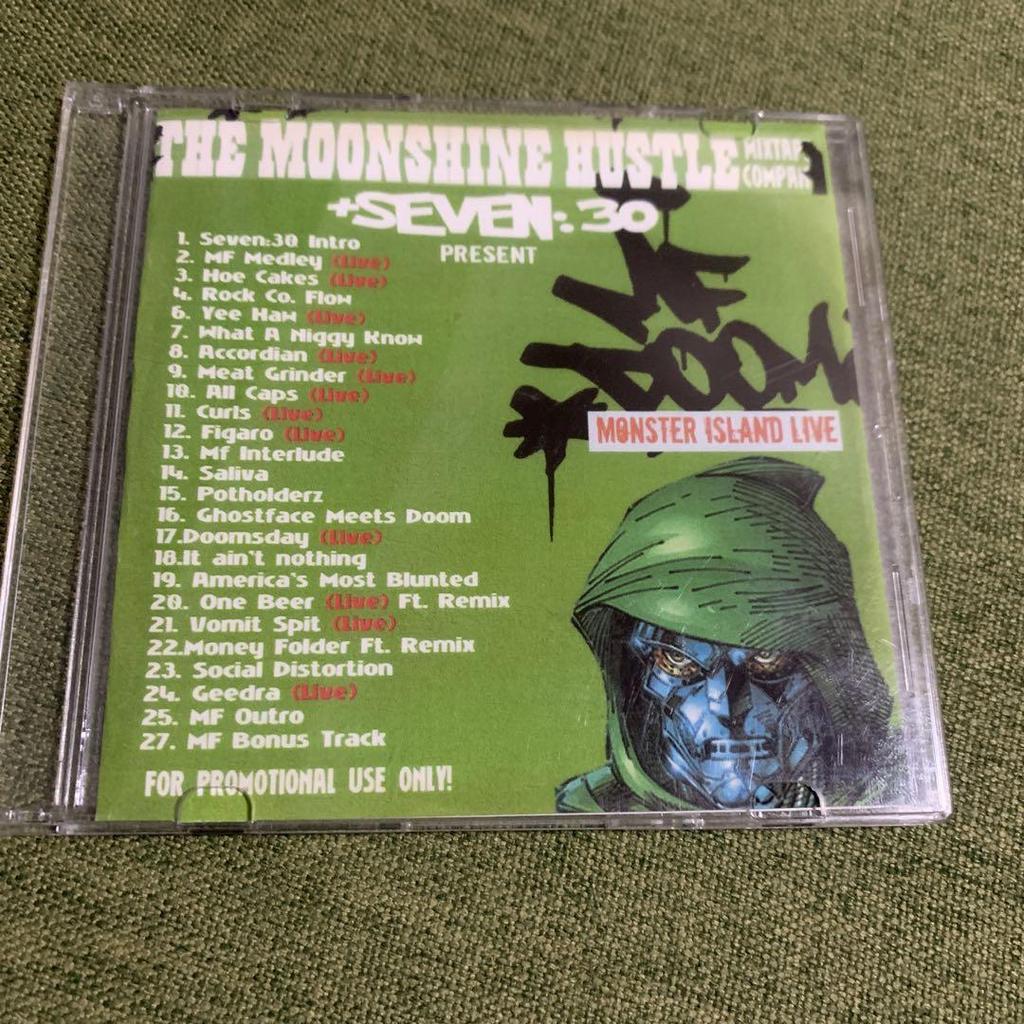 THE MOONSHINE HUSTLE MIXTAP
COMPAN
+SEVEN:.30
PRESENT
MF
DOOM
MONSTER ISLAND LIVE
1. Seven:30 Intro
2. MF Medley (Live)
3. Hoe Cakes (Live)
4. Rock Co. Flow
6. Yee Haw (Live)
7. What A Niggy Know
8. Accordian (Live)
9. Meat Grinder (Live)
10. All Caps (Live)
11. Curls (Live)
12. Figaro (Live)
13. Mf Interlude
14. Saliva
15. Potholderz
16. Ghostface Meets Doom
17.Doomsday (Live)
18.It ain't nothing
19. America's Most Blunted
20. One Beer (Live) Ft. Remix
21. Vomit Spit (Live)
22.Money Folder Ft. Remix
23. Social Distortion
24. Geedra (Live)
25. MF Outro
27. MF Bonus Track
FOR PROMOTIONAL USE ONLY!